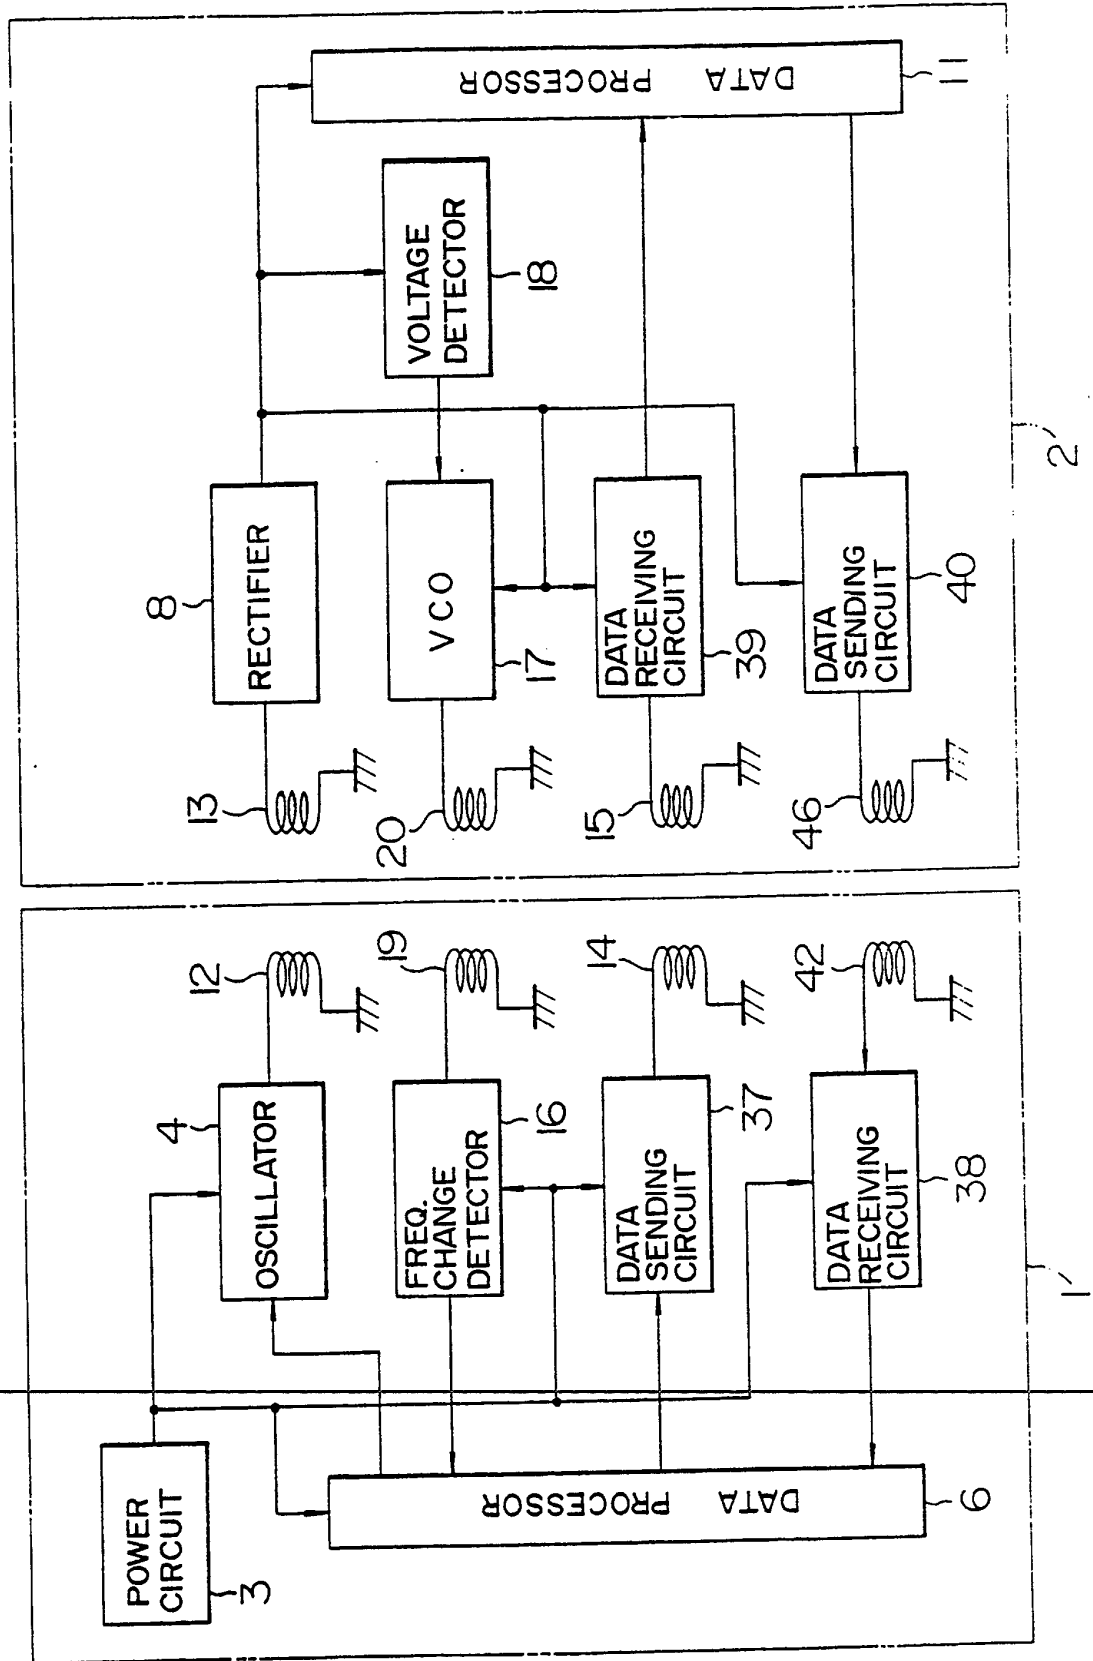 POWER
CIRCUIT
3
DATA PROCESSOR
6
OSCILLATOR
4
12
FREQ.
CHANGE
DETECTOR
16
19
DATA
SENDING
CIRCUIT
37
14
DATA
RECEIVING
CIRCUIT
38
42
1
13
RECTIFIER
8
20
VCO
17
VOLTAGE
DETECTOR
18
15
DATA
RECEIVING
CIRCUIT
39
46
DATA
SENDING
CIRCUIT
40
DATA PROCESSOR
11
2